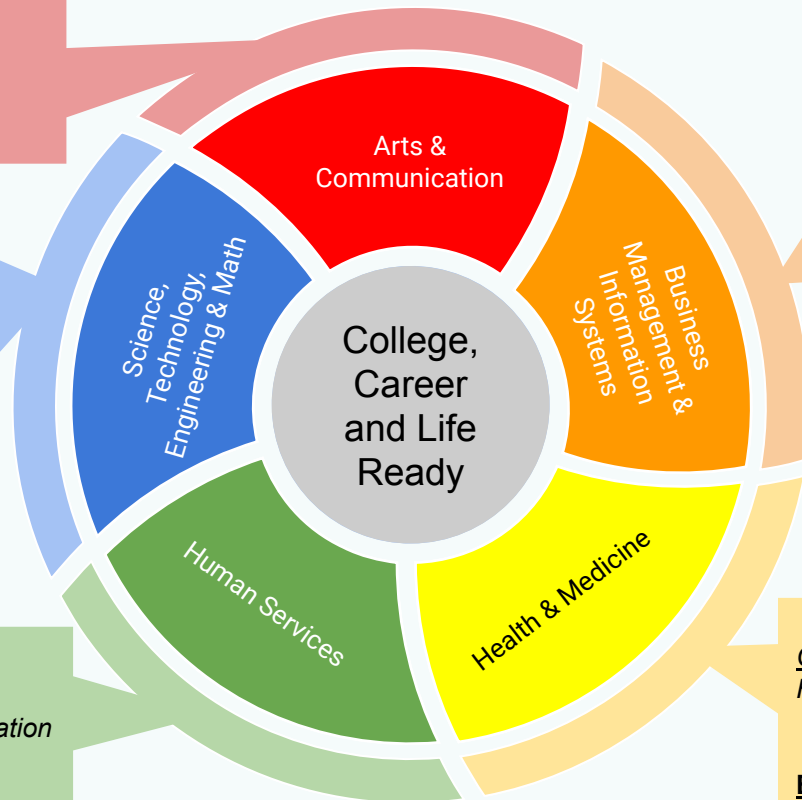 Arts &
Communication
Business
Management &
Information
Systems
Science,
Technology,
Engineering & Math
College,
Career
and Life
Ready
Human Services
Health & Medicine